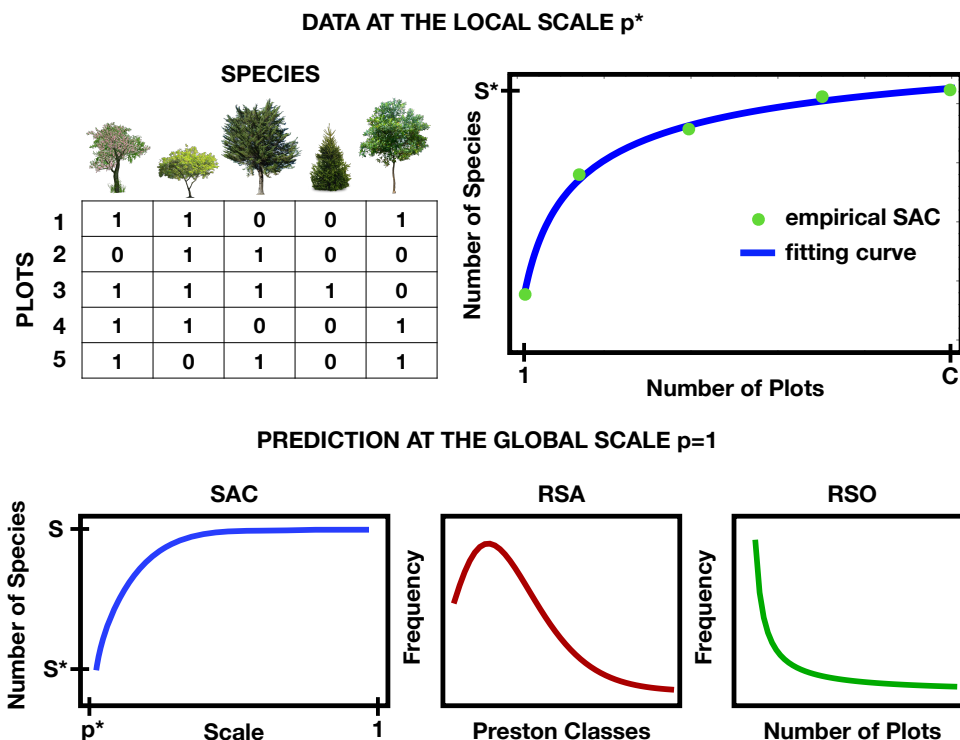 DATA AT THE LOCAL SCALE p*
SPECIES
PLOTS
1 1 1 0 0 1
2 0 1 1 0 0
3 1 1 1 1 0
4 1 1 0 0 1
5 1 0 1 0 1
S*
Number of Species
empirical SAC
fitting curve
1 C
Number of Plots
PREDICTION AT THE GLOBAL SCALE p=1
SAC
Number of Species
S
S*
p* 1
Scale
RSA
Frequency
Preston Classes
RSO
Frequency
Number of Plots